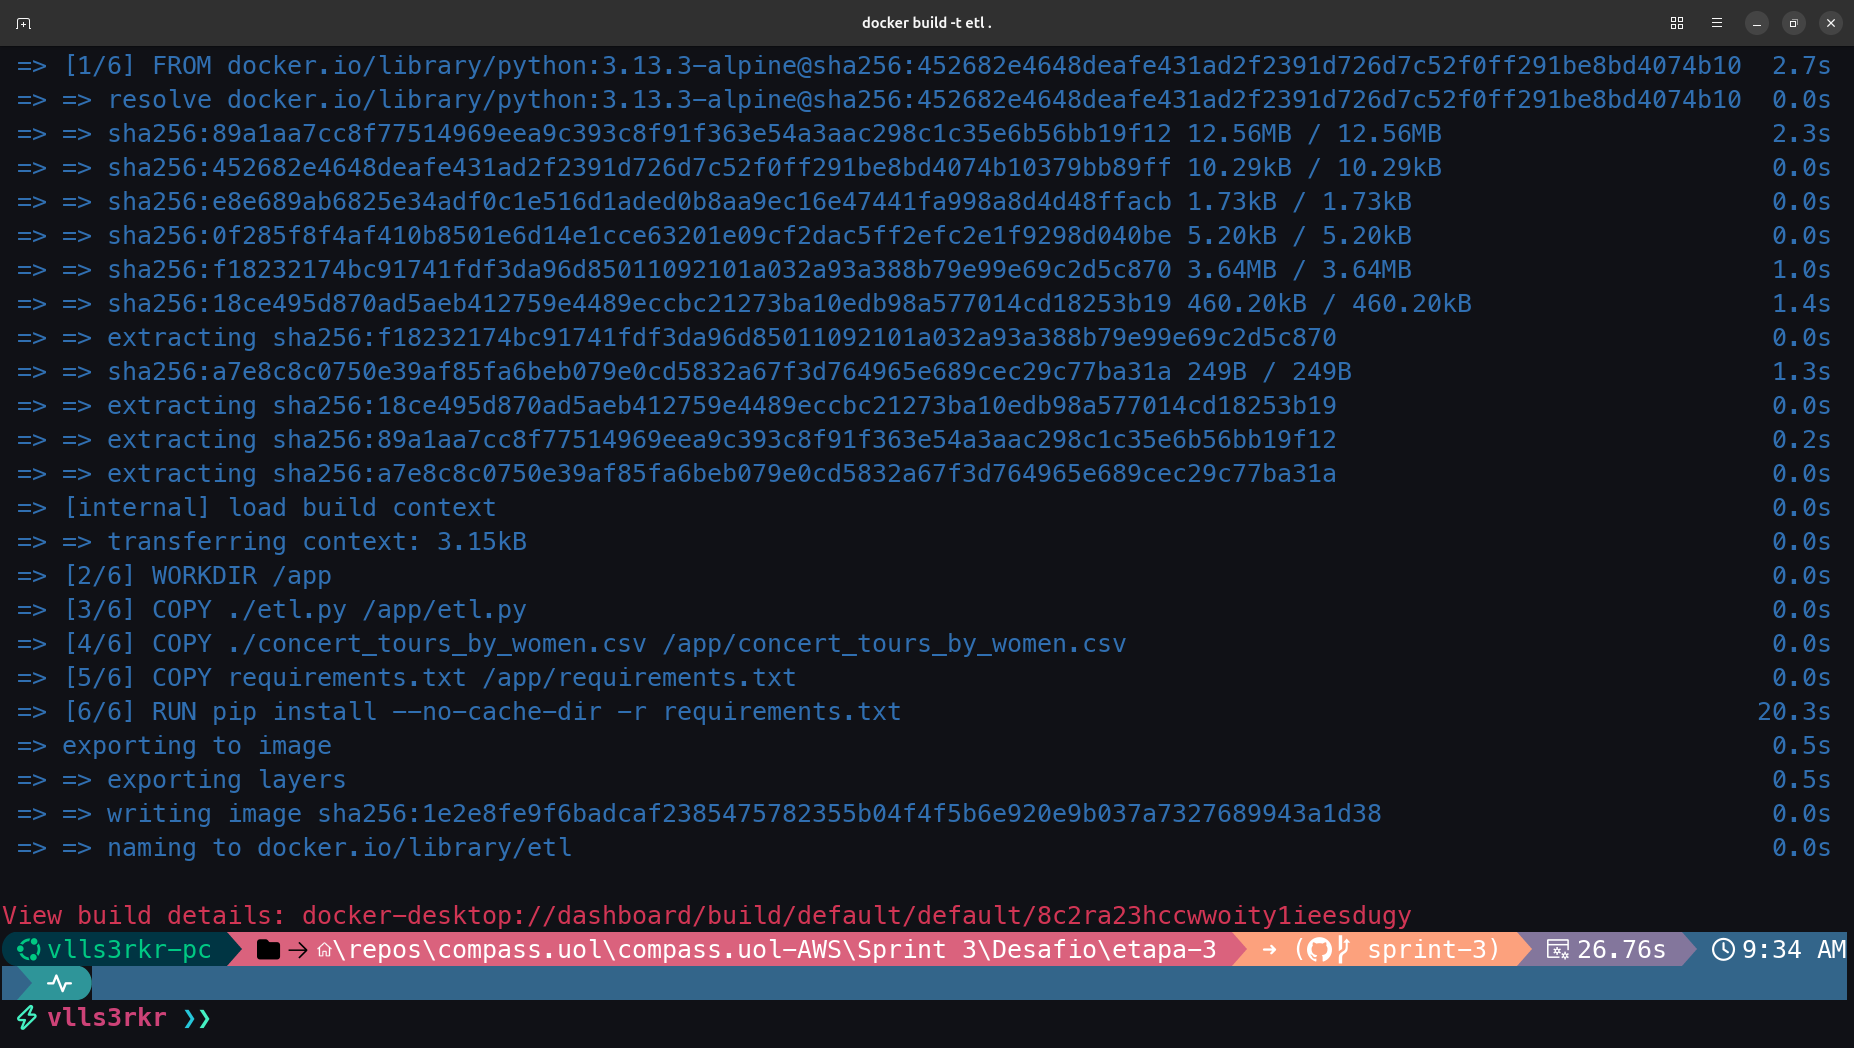 docker build -t etl .
=> [1/6] FROM docker.io/library/python:3.13.3-alpine@sha256:452682e4648deafe431ad2f2391d726d7c52f0ff291be8bd4074b10 2.7s
=> => resolve docker.io/library/python:3.13.3-alpine@sha256:452682e4648deafe431ad2f2391d726d7c52f0ff291be8bd4074b10 0.0s
=> => sha256:89a1aa7cc8f77514969eea9c393c8f91f363e54a3aac298c1c35e6b56bb19f12 12.56MB / 12.56MB 2.3s
=> => sha256:452682e4648deafe431ad2f2391d726d7c52f0ff291be8bd4074b10379bb89ff 10.29kB / 10.29kB 0.0s
=> => sha256:e8e689ab6825e34adf0c1e516d1aded0b8aa9ec16e47441fa998a8d4d48ffacb 1.73kB / 1.73kB 0.0s
=> => sha256:0f285f8f4af410b8501e6d14e1cce63201e09cf2dac5ff2efc2e1f9298d040be 5.20kB / 5.20kB 0.0s
=> => sha256:f18232174bc91741fdf3da96d85011092101a032a93a388b79e99e69c2d5c870 3.64MB / 3.64MB 1.0s
=> => sha256:18ce495d870ad5aeb412759e4489eccbc21273ba10edb98a577014cd18253b19 460.20kB / 460.20kB 1.4s
=> => extracting sha256:f18232174bc91741fdf3da96d85011092101a032a93a388b79e99e69c2d5c870 0.0s
=> => sha256:a7e8c8c0750e39af85fa6beb079e0cd5832a67f3d764965e689cec29c77ba31a 249B / 249B 1.3s
=> => extracting sha256:18ce495d870ad5aeb412759e4489eccbc21273ba10edb98a577014cd18253b19 0.0s
=> => extracting sha256:89a1aa7cc8f77514969eea9c393c8f91f363e54a3aac298c1c35e6b56bb19f12 0.2s
=> => extracting sha256:a7e8c8c0750e39af85fa6beb079e0cd5832a67f3d764965e689cec29c77ba31a 0.0s
=> [internal] load build context 0.0s
=> => transferring context: 3.15kB 0.0s
=> [2/6] WORKDIR /app 0.0s
=> [3/6] COPY ./etl.py /app/etl.py 0.0s
=> [4/6] COPY ./concert_tours_by_women.csv /app/concert_tours_by_women.csv 0.0s
=> [5/6] COPY requirements.txt /app/requirements.txt 0.0s
=> [6/6] RUN pip install --no-cache-dir -r requirements.txt 20.3s
=> exporting to image 0.5s
=> => exporting layers 0.5s
=> => writing image sha256:1e2e8fe9f6badcaf2385475782355b04f4f5b6e920e9b037a7327689943a1d38 0.0s
=> => naming to docker.io/library/etl 0.0s
View build details: docker-desktop://dashboard/build/default/default/8c2ra23hccwwoity1ieesdugy
vlls3rkr-pc → \repos\compass.uol\compass.uol-AWS\Sprint 3\Desafio\etapa-3 → ( sprint-3) 26.76s 9:34 AM
vlls3rkr ❯❯